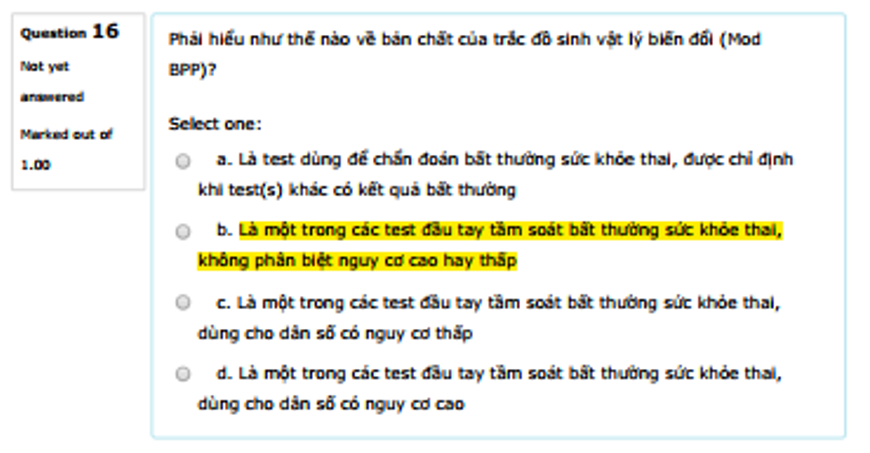 Question 16
Not yet
answered
Marked out of
1.00
Phải hiểu như thế nào về bản chất của trắc đồ sinh vật lý biến đổi (Mod
BPP)?
Select one:
a. Là test dùng để chẩn đoán bất thường sức khỏe thai, được chỉ định
khi test(s) khác có kết quả bất thường
b. Là một trong các test đầu tay tầm soát bất thường sức khỏe thai,
không phân biệt nguy cơ cao hay thấp
c. Là một trong các test đầu tay tầm soát bất thường sức khỏe thai,
dùng cho dân số có nguy cơ thấp
d. Là một trong các test đầu tay tầm soát bất thường sức khỏe thai,
dùng cho dân số có nguy cơ cao